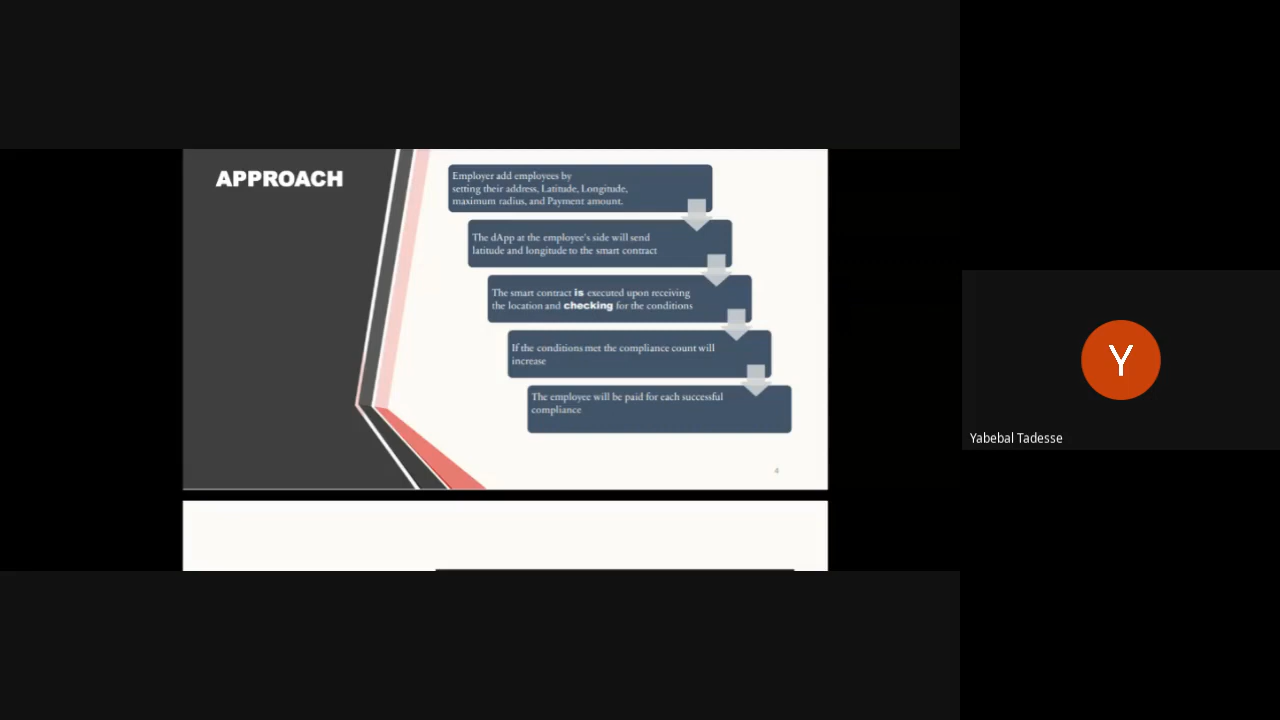 APPROACH
Employer add employees by
setting their address, Latitude, Longitude,
maximum radius, and Payment amount.
The dApp at the employee's side will send
latitude and longitude to the smart contract
The smart contract is executed upon receiving
the location and checking for the conditions
If the conditions met the compliance count will
increase
The employee will be paid for each successful
compliance
4
Y
Yabebal Tadesse